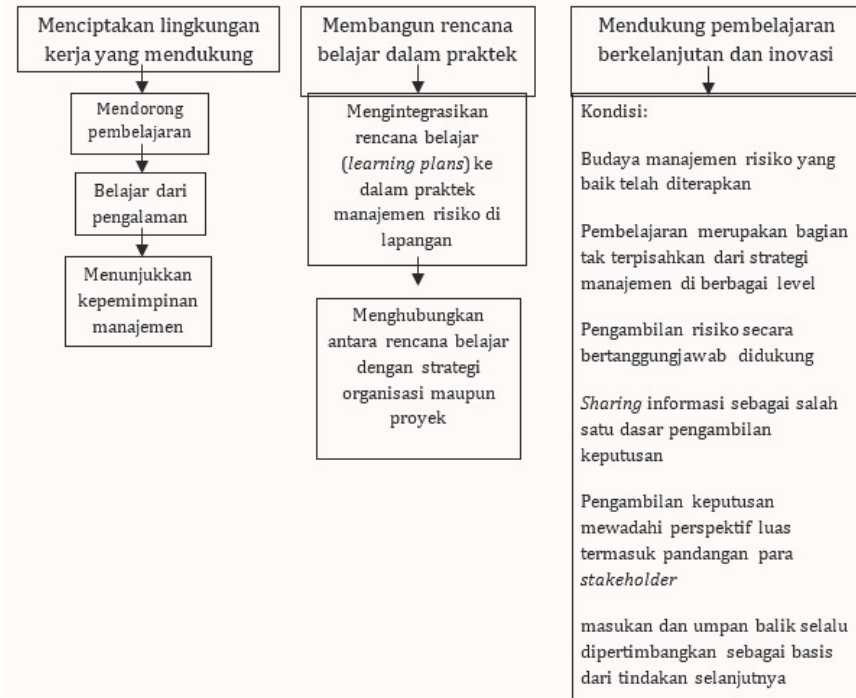 Menciptakan lingkungan
kerja yang mendukung
Mendorong
pembelajaran
Belajar dari
pengalaman
Menunjukkan
kepemimpinan
manajemen
Membangun rencana
belajar dalam praktek
Mengintegrasikan
rencana belajar
(learning plans) ke
dalam praktek
manajemen risiko di
lapangan
Menghubungkan
antara rencana belajar
dengan strategi
organisasi maupun
proyek
Mendukung pembelajaran
berkelanjutan dan inovasi
Kondisi:
Budaya manajemen risiko yang
baik telah diterapkan
Pembelajaran merupakan bagian
tak terpisahkan dari strategi
manajemen di berbagai level
Pengambilan risiko secara
bertanggungjawab didukung
Sharing informasi sebagai salah
satu dasar pengambilan
keputusan
Pengambilan keputusan
mewadahi perspektif luas
termasuk pandangan para
stakeholder
masukan dan umpan balik selalu
dipertimbangkan sebagai basis
dari tindakan selanjutnya